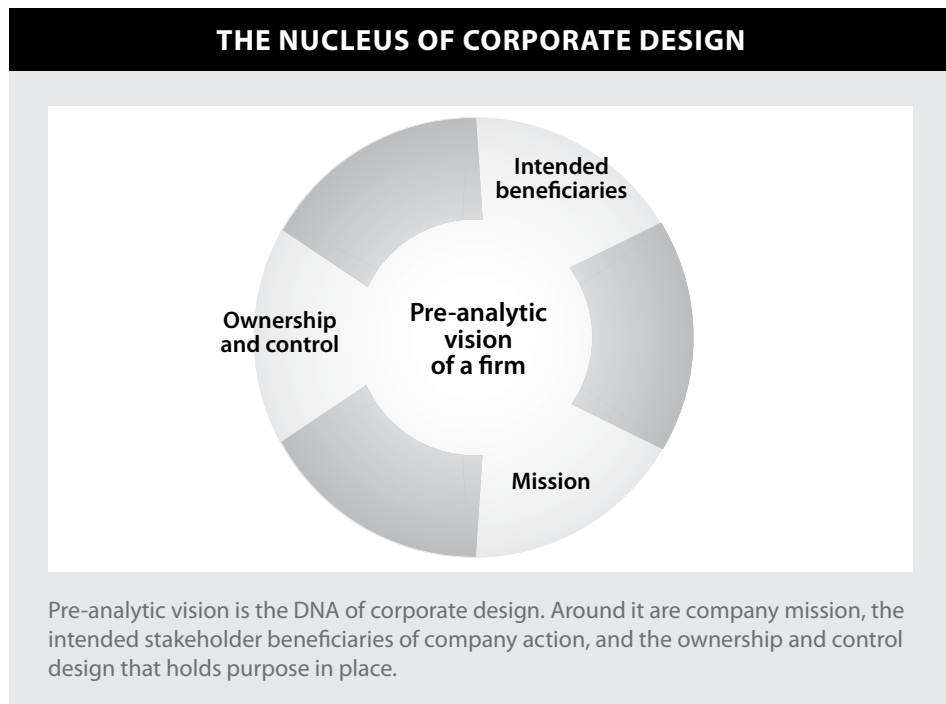 THE NUCLEUS OF CORPORATE DESIGN
Intended
beneficiaries
Ownership
and control
Pre-analytic
vision
of a firm
Mission
Pre-analytic vision is the DNA of corporate design. Around it are company mission, the
intended stakeholder beneficiaries of company action, and the ownership and control
design that holds purpose in place.